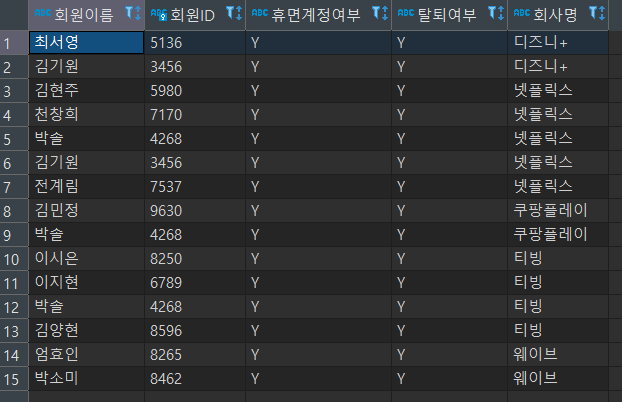 ABC 회원이름 ABC 회원ID ABC 휴면계정여부 ABC 탈퇴여부 ABC 회사명
1 최서영 5136 Y Y 디즈니+
2 김기원 3456 Y Y 디즈니+
3 김현주 5980 Y Y 넷플릭스
4 천창희 7170 Y Y 넷플릭스
5 박솔 4268 Y Y 넷플릭스
6 김기원 3456 Y Y 넷플릭스
7 전계림 7537 Y Y 넷플릭스
8 김민정 9630 Y Y 쿠팡플레이
9 박솔 4268 Y Y 쿠팡플레이
10 이시은 8250 Y Y 티빙
11 이지현 6789 Y Y 티빙
12 박솔 4268 Y Y 티빙
13 김양현 8596 Y Y 티빙
14 엄효인 8265 Y Y 웨이브
15 박소미 8462 Y Y 웨이브